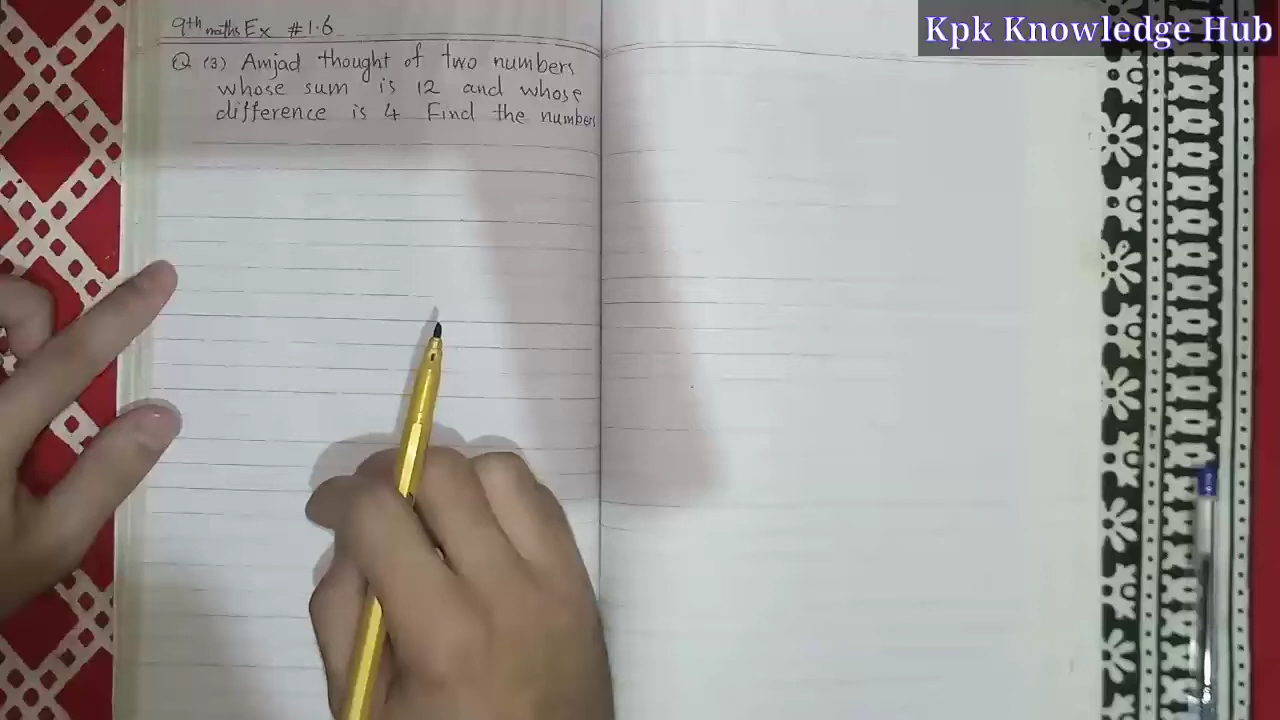 Kpk Knowledge Hub
9th maths Ex # 1.6
Q (3) Amjad thought of two numbers
whose sum is 12 and whose
difference is 4 Find the numbers